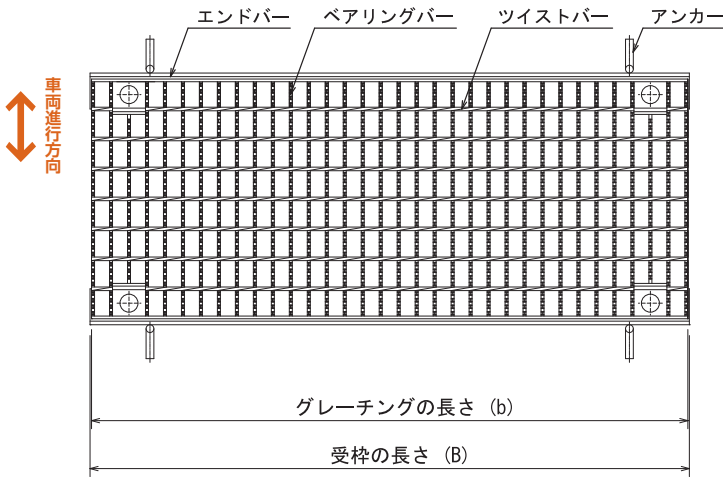 エンドバー
ベアリングバー
ツイストバー
アンカー
車両進行方向
グレーチングの長さ (b)
受枠の長さ (B)